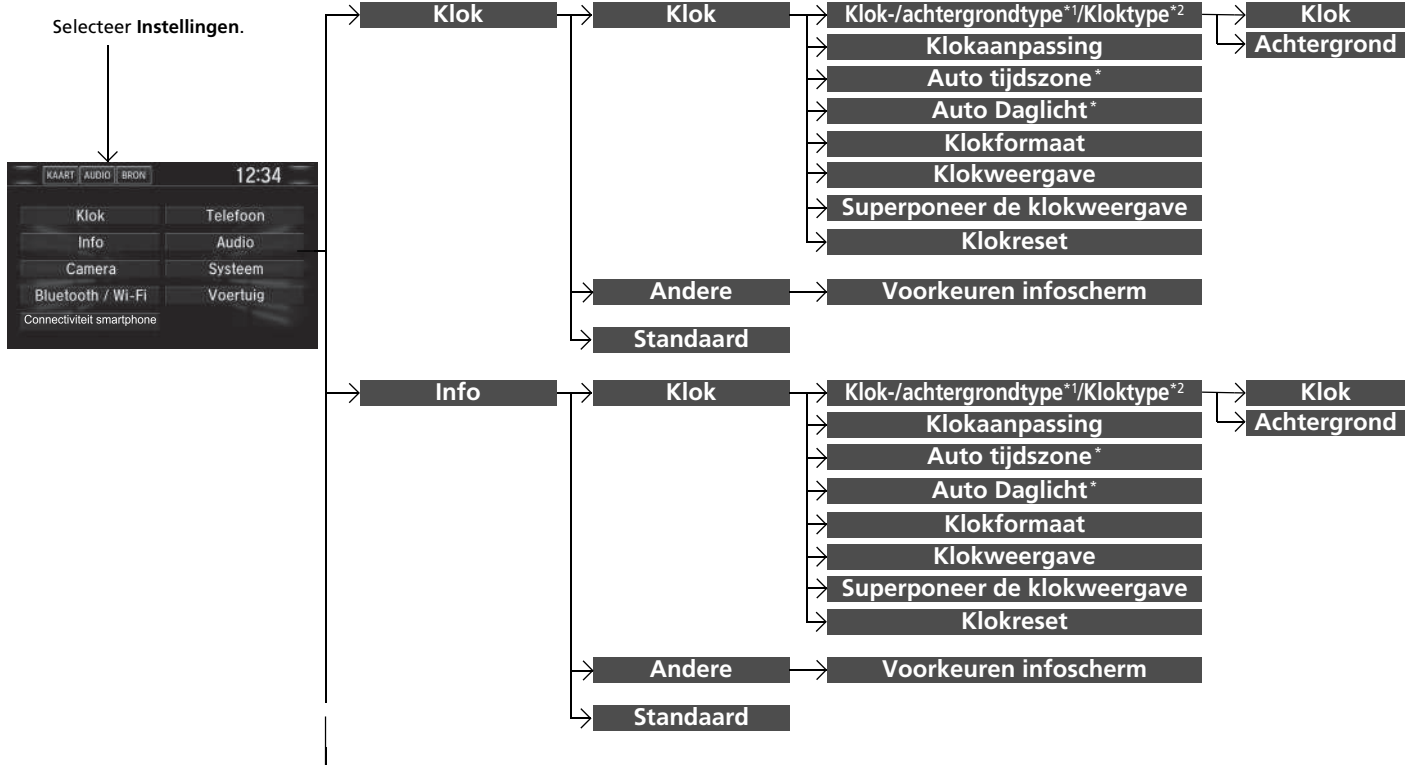 Selecteer Instellingen.
KAART AUDIO BRON 12:34
Klok Telefoon
Info Audio
Camera Systeem
Bluetooth / Wi-Fi Voertuig
Connectiviteit smartphone
Klok
Klok
Klok-/achtergrondtype*1/Kloktype*2
Klok
Achtergrond
Klokaanpassing
Auto tijdszone*
Auto Daglicht*
Klokformaat
Klokweergave
Superponeer de klokweergave
Klokreset
Andere
Voorkeuren infoscherm
Standaard
Info
Klok
Klok-/achtergrondtype*1/Kloktype*2
Klok
Achtergrond
Klokaanpassing
Auto tijdszone*
Auto Daglicht*
Klokformaat
Klokweergave
Superponeer de klokweergave
Klokreset
Andere
Voorkeuren infoscherm
Standaard